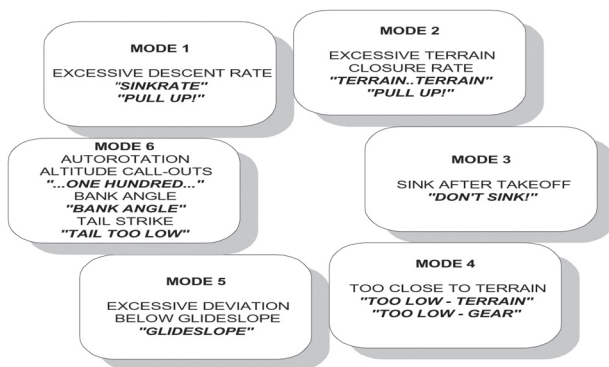 MODE 1
EXCESSIVE DESCENT RATE
"SINKRATE"
"PULL UP!"
MODE 2
EXCESSIVE TERRAIN
CLOSURE RATE
"TERRAIN..TERRAIN"
"PULL UP!"
MODE 6
AUTOROTATION
ALTITUDE CALL-OUTS
"...ONE HUNDRED..."
BANK ANGLE
"BANK ANGLE"
TAIL STRIKE
"TAIL TOO LOW"
MODE 3
SINK AFTER TAKEOFF
"DON'T SINK!"
MODE 5
EXCESSIVE DEVIATION
BELOW GLIDESLOPE
"GLIDESLOPE"
MODE 4
TOO CLOSE TO TERRAIN
"TOO LOW - TERRAIN"
"TOO LOW - GEAR"